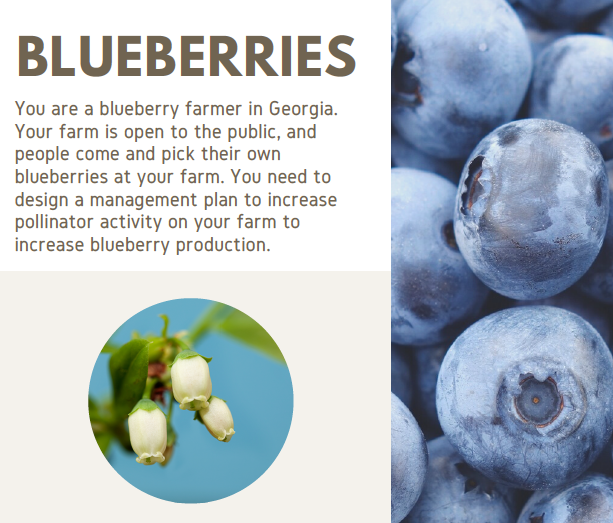 BLUEBERRIES
You are a blueberry farmer in Georgia.
Your farm is open to the public, and
people come and pick their own
blueberries at your farm. You need to
design a management plan to increase
pollinator activity on your farm to
increase blueberry production.